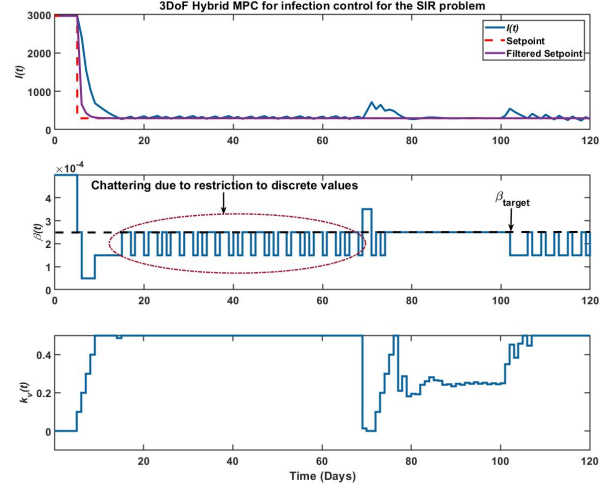 3DoF Hybrid MPC for infection control for the SIR problem
3000
2000
1000
0
I(t)
I(t)
Setpoint
Filtered Setpoint
0 20 40 60 80 100 120
×10⁻⁴
Chattering due to restriction to discrete values
β_target
4
3
2
1
0
β(t)
0 20 40 60 80 100 120
0.4
0.2
0
k_v(t)
20 40 60 80 100 120
Time (Days)